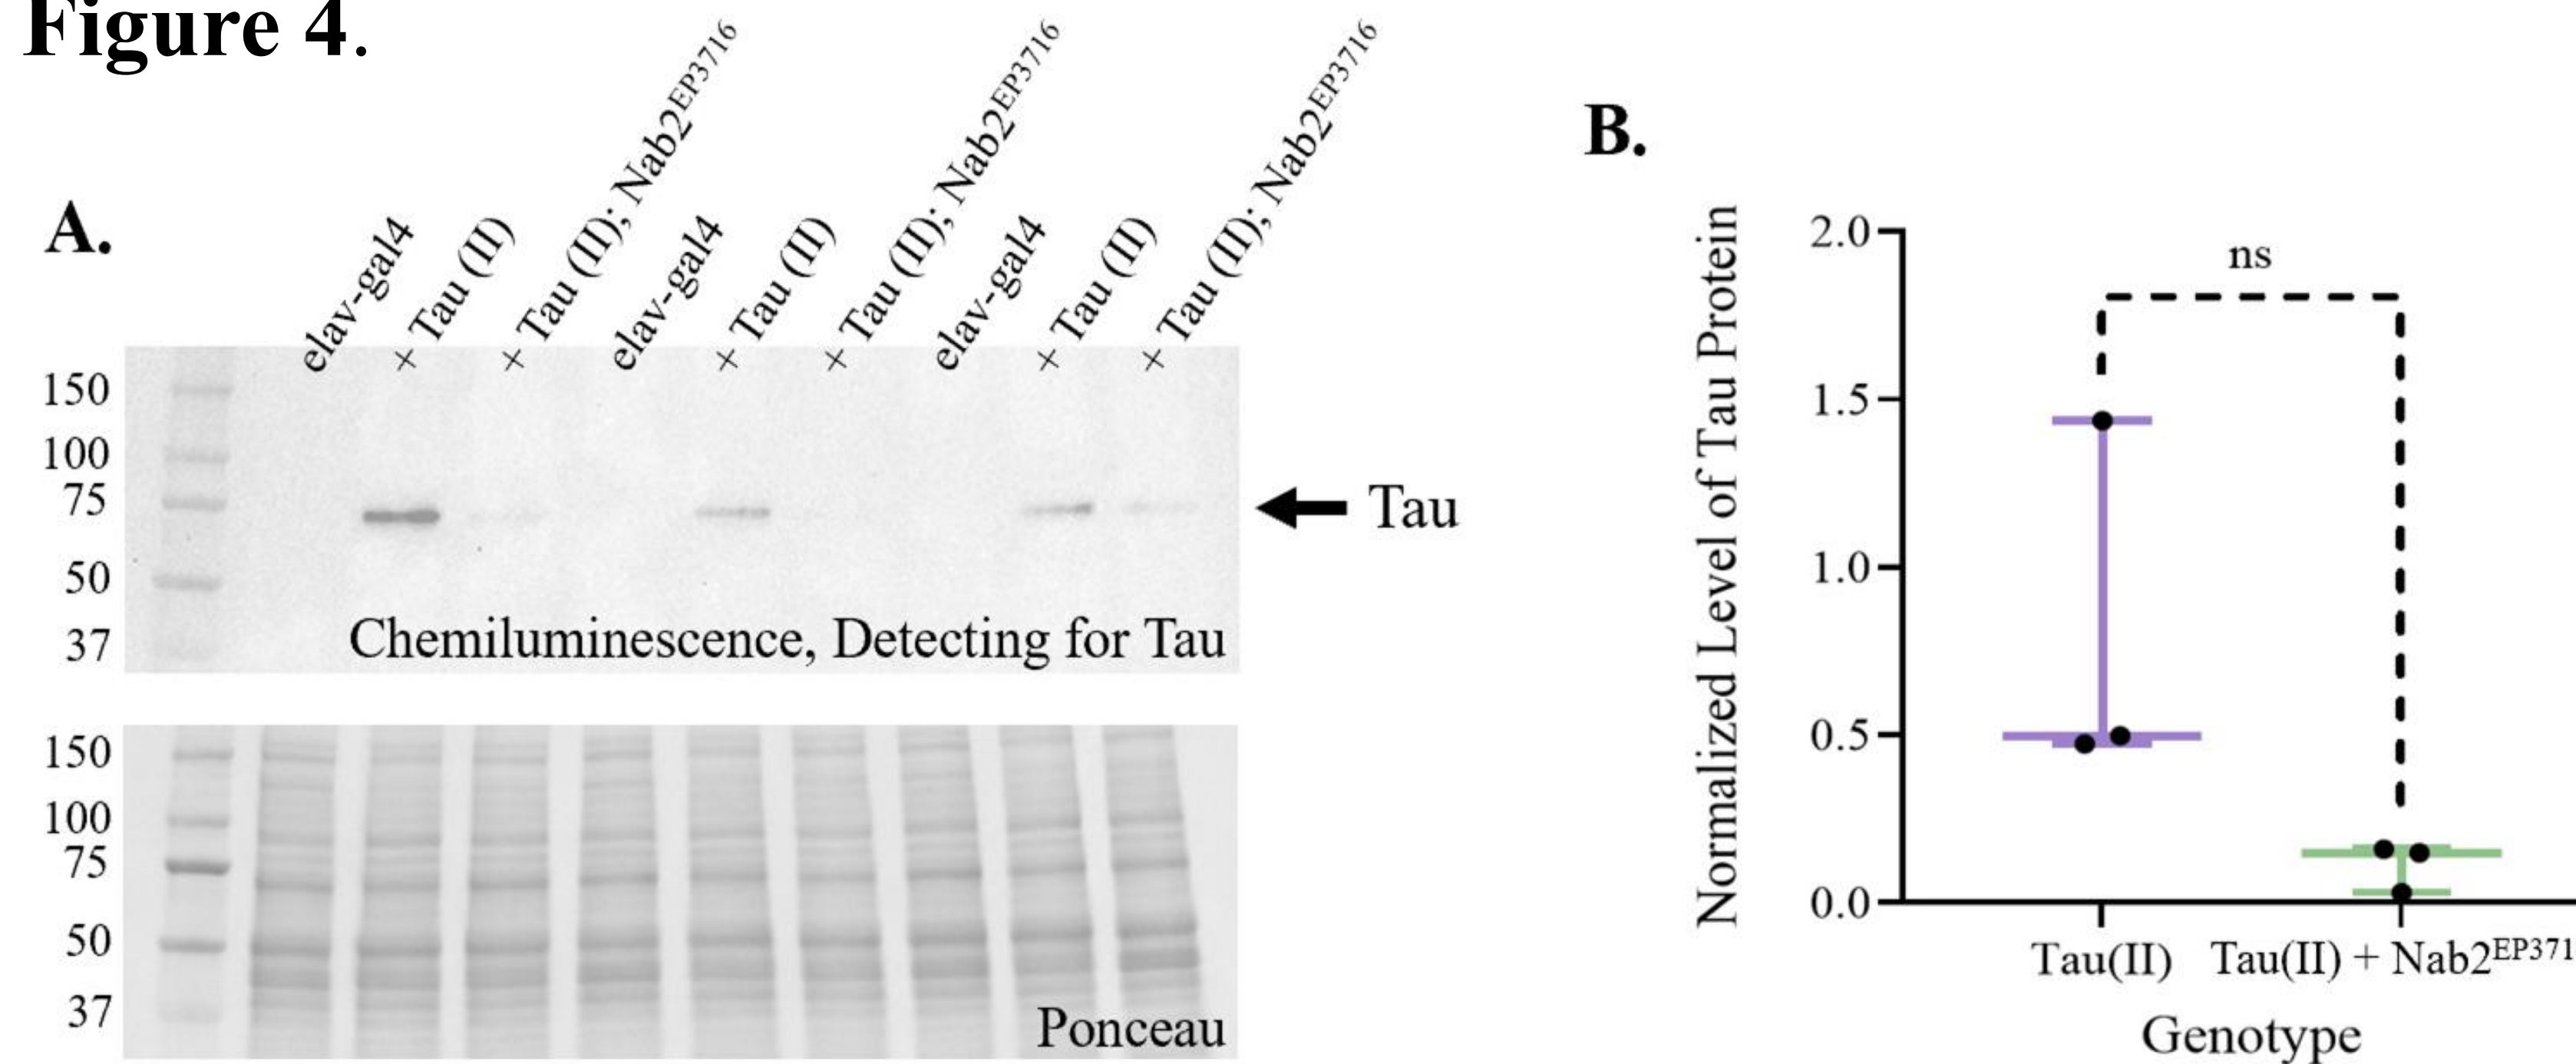 Figure 4.
A.
elav-gal4
+ Tau (II)
+ Tau (II); Nab2EP3716
elav-gal4
+ Tau (II)
+ Tau (II); Nab2EP3716
elav-gal4
+ Tau (II)
+ Tau (II); Nab2EP3716
150
100
75
50
37
Tau
Chemiluminescence, Detecting for Tau
150
100
75
50
37
Ponceau
B.
Normalized Level of Tau Protein
2.0
1.5
1.0
0.5
0.0
ns
Tau(II)
Tau(II) + Nab2EP371
Genotype